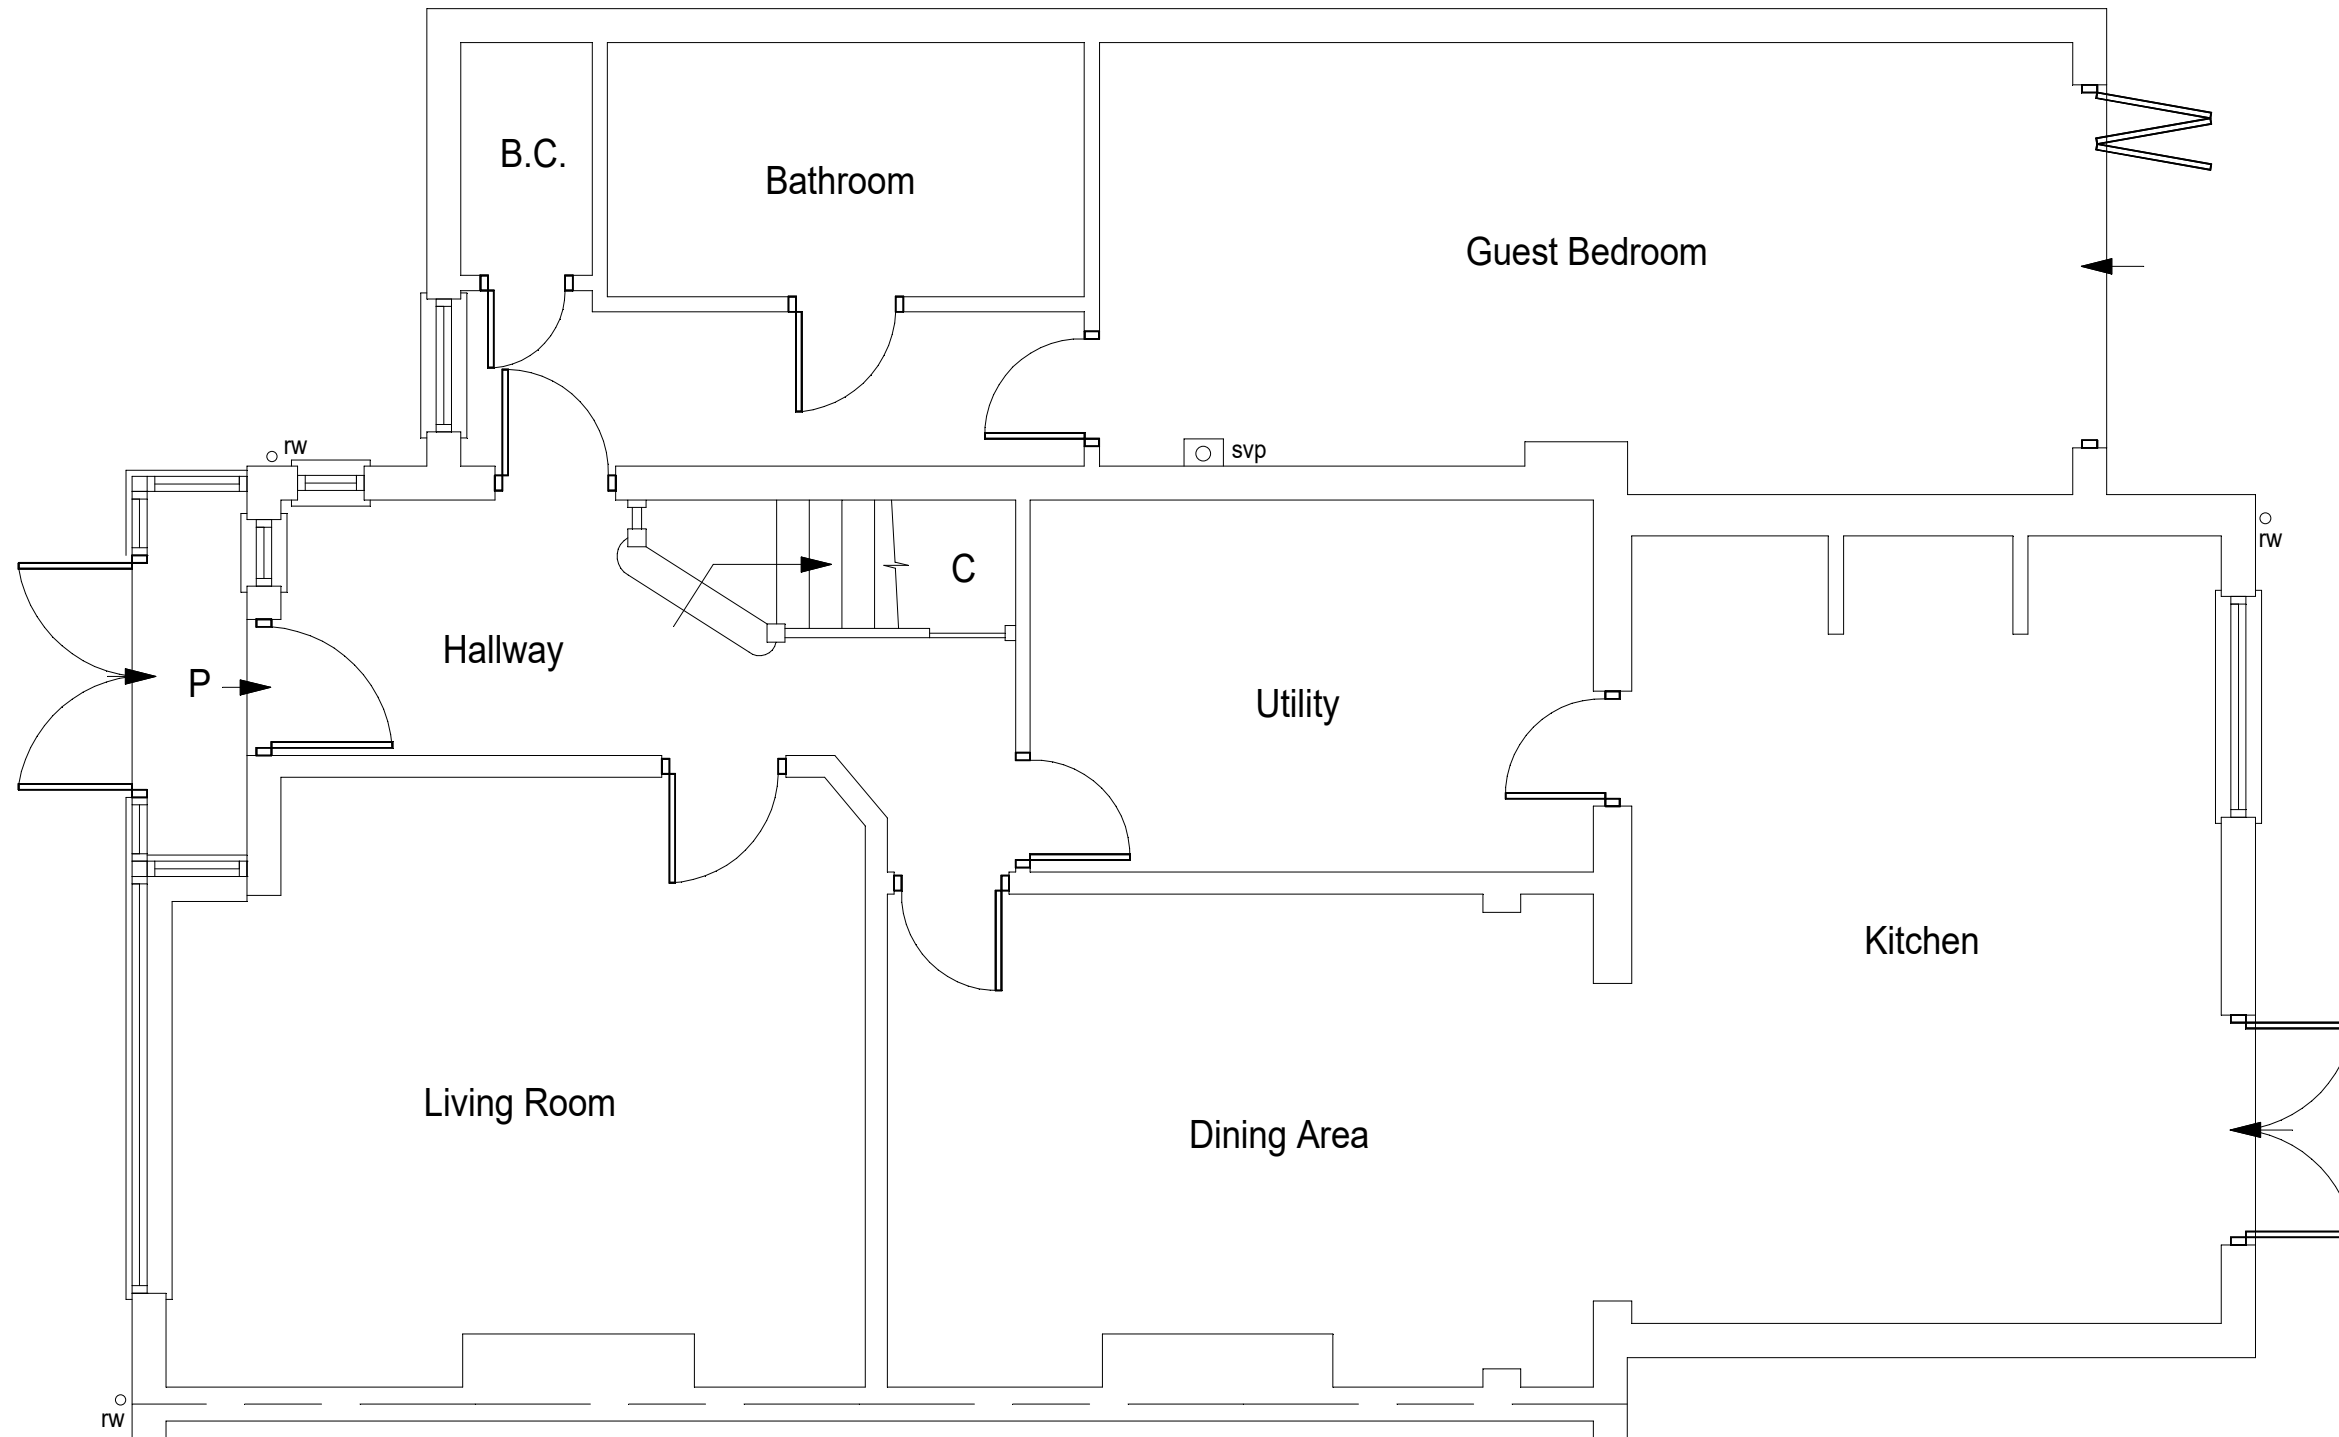 B.C.
Bathroom
Guest Bedroom
rw
svp
rw
C
Hallway
P
Utility
Kitchen
Living Room
Dining Area
rw